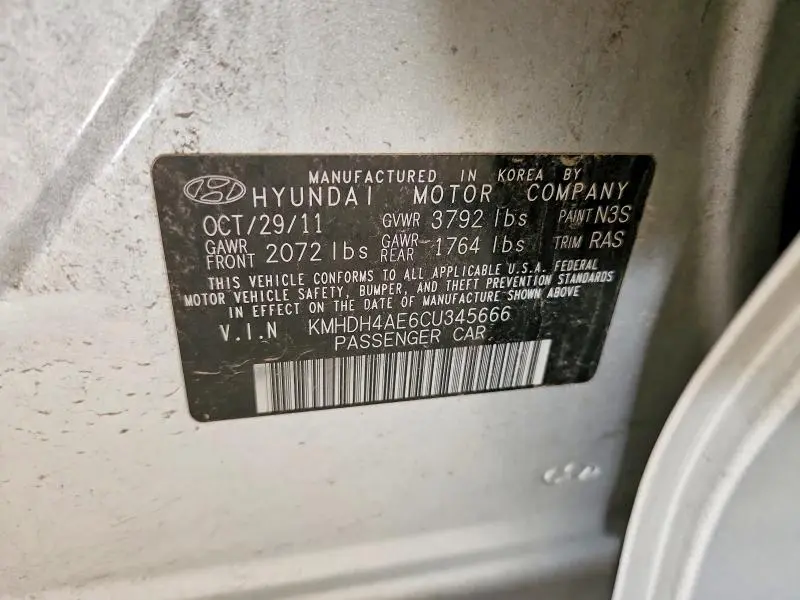 MANUFACTURED IN KOREA BY
HYUNDAI MOTOR COMPANY
OCT/29/11 GVWR 3792 lbs PAINT N3S
GAWR FRONT 2072 lbs GAWR REAR 1764 lbs TRIM RAS
THIS VEHICLE CONFORMS TO ALL APPLICABLE U.S.A. FEDERAL
MOTOR VEHICLE SAFETY, BUMPER, AND THEFT PREVENTION STANDARDS
IN EFFECT ON THE DATE OF MANUFACTURE SHOWN ABOVE
V.I.N KMHDH4AE6CU345666
PASSENGER CAR